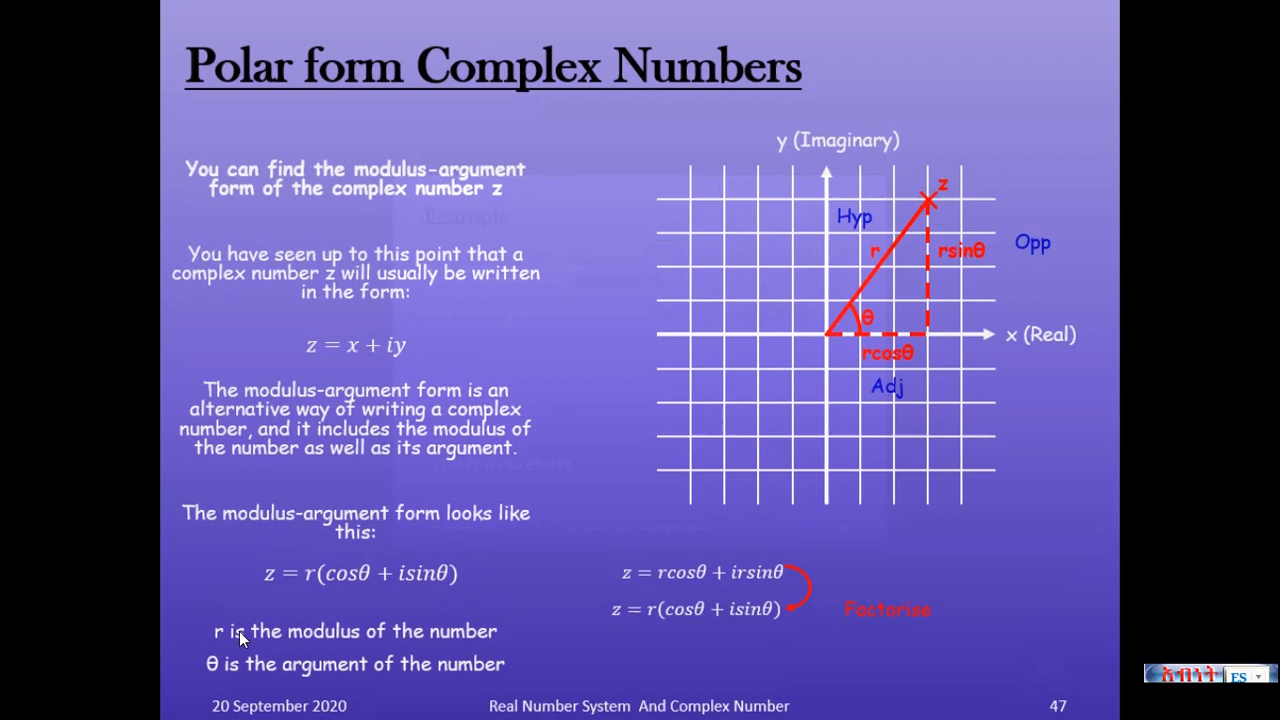 Polar form Complex Numbers
You can find the modulus-argument
form of the complex number z
You have seen up to this point that a
complex number z will usually be written
in the form:
z = x + iy
The modulus-argument form is an
alternative way of writing a complex
number, and it includes the modulus of
the number as well as its argument.
The modulus-argument form looks like
this:
z = r(cosθ + isinθ)
r is the modulus of the number
θ is the argument of the number
y (Imaginary)
z
Hyp
r
rsinθ
Opp
θ
x (Real)
rcosθ
Adj
z = rcosθ + irsinθ
z = r(cosθ + isinθ)
Factorise
Example
20 September 2020
Real Number System And Complex Number
47
ES